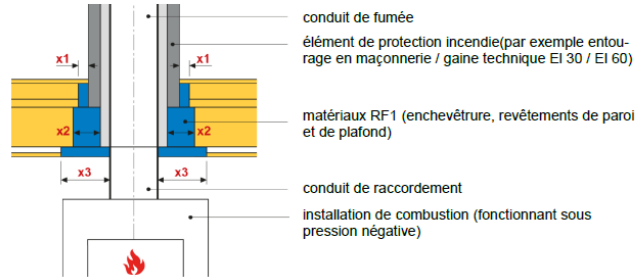 conduit de fumée
x1
x1
élément de protection incendie(par exemple entou-
rage en maçonnerie / gaine technique EI 30 / EI 60)
x2
x2
matériaux RF1 (enchevêtrure, revêtements de paroi
et de plafond)
x3
x3
conduit de raccordement
installation de combustion (fonctionnant sous
pression négative)